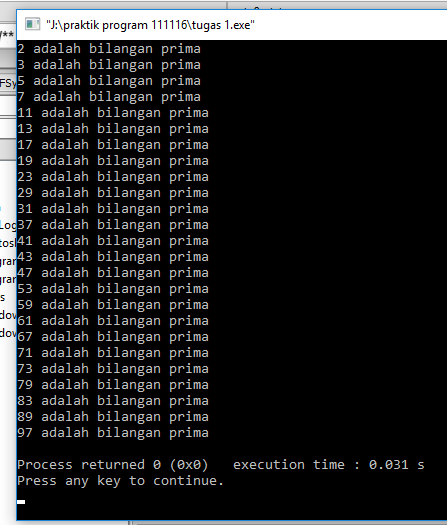 "J:\praktik program 111116\tugas 1.exe"
2 adalah bilangan prima
3 adalah bilangan prima
5 adalah bilangan prima
7 adalah bilangan prima
11 adalah bilangan prima
13 adalah bilangan prima
17 adalah bilangan prima
19 adalah bilangan prima
23 adalah bilangan prima
29 adalah bilangan prima
31 adalah bilangan prima
37 adalah bilangan prima
41 adalah bilangan prima
43 adalah bilangan prima
47 adalah bilangan prima
53 adalah bilangan prima
59 adalah bilangan prima
61 adalah bilangan prima
67 adalah bilangan prima
71 adalah bilangan prima
73 adalah bilangan prima
79 adalah bilangan prima
83 adalah bilangan prima
89 adalah bilangan prima
97 adalah bilangan prima
Process returned 0 (0x0)   execution time : 0.031 s
Press any key to continue.